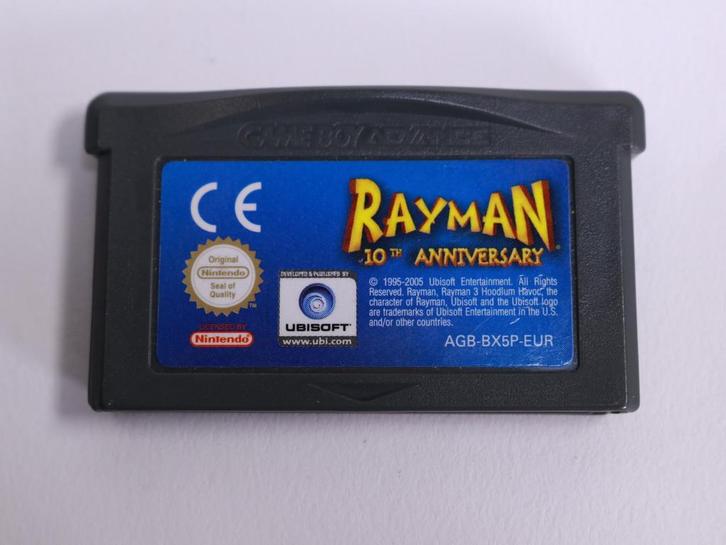 GAME BOY ADVANCE
CE
RAYMAN
10TH ANNIVERSARY
Original
Nintendo
Seal of
Quality
TM
LICENSED BY
Nintendo
DEVELOPED & PUBLISHED BY
UBISOFT
www.ubi.com
© 1995-2005 Ubisoft Entertainment. All Rights
Reserved. Rayman, Rayman 3 Hoodlum Havoc, the
character of Rayman, Ubisoft and the Ubisoft logo
are trademarks of Ubisoft Entertainment in the U.S.
and/or other countries.
AGB-BX5P-EUR